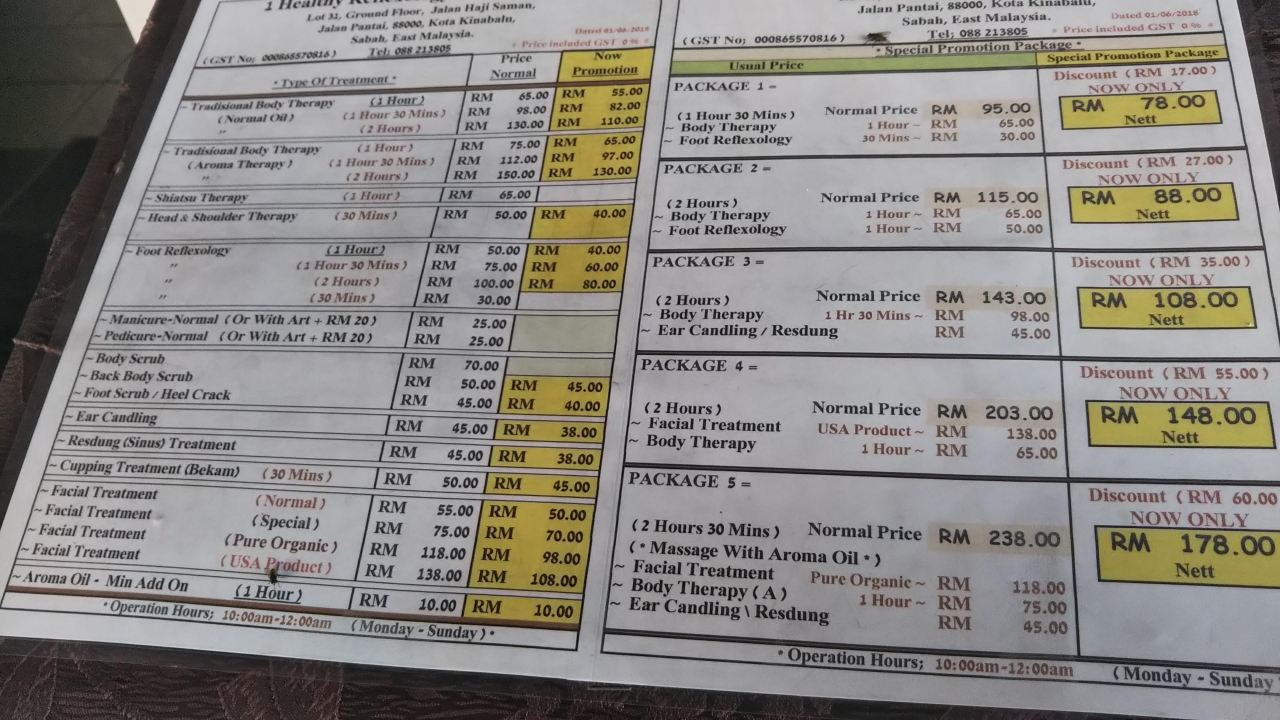 1 Healthy
Lot 31, Ground Floor, Jalan Haji Saman,
Jalan Pantai, 88000, Kota Kinabalu,
Sabah, East Malaysia.
Dated 01/06/2018
(GST No; 000865570816) Tel; 088 213805 * Price included GST 0 % *
* Type Of Treatment * Price Normal Now Promotion
~ Tradisional Body Therapy (1 Hour) RM 65.00 RM 55.00
(Normal Oil) (1 Hour 30 Mins) RM 98.00 RM 82.00
" (2 Hours) RM 130.00 RM 110.00
~ Tradisional Body Therapy (1 Hour) RM 75.00 RM 65.00
(Aroma Therapy) (1 Hour 30 Mins) RM 112.00 RM 97.00
" (2 Hours) RM 150.00 RM 130.00
~ Shiatsu Therapy (1 Hour) RM 65.00
~ Head & Shoulder Therapy (30 Mins) RM 50.00 RM 40.00
~ Foot Reflexology (1 Hour) RM 50.00 RM 40.00
" (1 Hour 30 Mins) RM 75.00 RM 60.00
" (2 Hours) RM 100.00 RM 80.00
" (30 Mins) RM 30.00
~ Manicure-Normal (Or With Art + RM 20) RM 25.00
~ Pedicure-Normal (Or With Art + RM 20) RM 25.00
~ Body Scrub RM 70.00
~ Back Body Scrub RM 50.00 RM 45.00
~ Foot Scrub / Heel Crack RM 45.00 RM 40.00
~ Ear Candling RM 45.00 RM 38.00
~ Resdung (Sinus) Treatment RM 45.00 RM 38.00
~ Cupping Treatment (Bekam) (30 Mins) RM 50.00 RM 45.00
~ Facial Treatment (Normal) RM 55.00 RM 50.00
~ Facial Treatment (Special) RM 75.00 RM 70.00
~ Facial Treatment (Pure Organic) RM 118.00 RM 98.00
~ Facial Treatment (USA Product) RM 138.00 RM 108.00
~ Aroma Oil - Min Add On (1 Hour) RM 10.00 RM 10.00
* Operation Hours; 10:00am-12:00am (Monday - Sunday) *
Jalan Pantai, 88000, Kota Kinabalu,
Sabah, East Malaysia.
Dated 01/06/2018
(GST No; 000865570816) Tel; 088 213805 * Price included GST 0 % *
* Special Promotion Package *
Usual Price Special Promotion Package
PACKAGE 1 = Discount (RM 17.00)
NOW ONLY
(1 Hour 30 Mins) Normal Price RM 95.00 RM 78.00
~ Body Therapy 1 Hour ~ RM 65.00 Nett
~ Foot Reflexology 30 Mins ~ RM 30.00
PACKAGE 2 = Discount (RM 27.00)
NOW ONLY
(2 Hours) Normal Price RM 115.00 RM 88.00
~ Body Therapy 1 Hour ~ RM 65.00 Nett
~ Foot Reflexology 1 Hour ~ RM 50.00
PACKAGE 3 = Discount (RM 35.00)
NOW ONLY
(2 Hours) Normal Price RM 143.00 RM 108.00
~ Body Therapy 1 Hr 30 Mins ~ RM 98.00 Nett
~ Ear Candling / Resdung RM 45.00
PACKAGE 4 = Discount (RM 55.00)
NOW ONLY
(2 Hours) Normal Price RM 203.00 RM 148.00
~ Facial Treatment USA Product ~ RM 138.00 Nett
~ Body Therapy 1 Hour ~ RM 65.00
PACKAGE 5 = Discount (RM 60.00
NOW ONLY
(2 Hours 30 Mins) Normal Price RM 238.00 RM 178.00
(* Massage With Aroma Oil *) Nett
~ Facial Treatment Pure Organic ~ RM 118.00
~ Body Therapy (A) 1 Hour ~ RM 75.00
~ Ear Candling \ Resdung RM 45.00
* Operation Hours; 10:00am-12:00am (Monday - Sunday